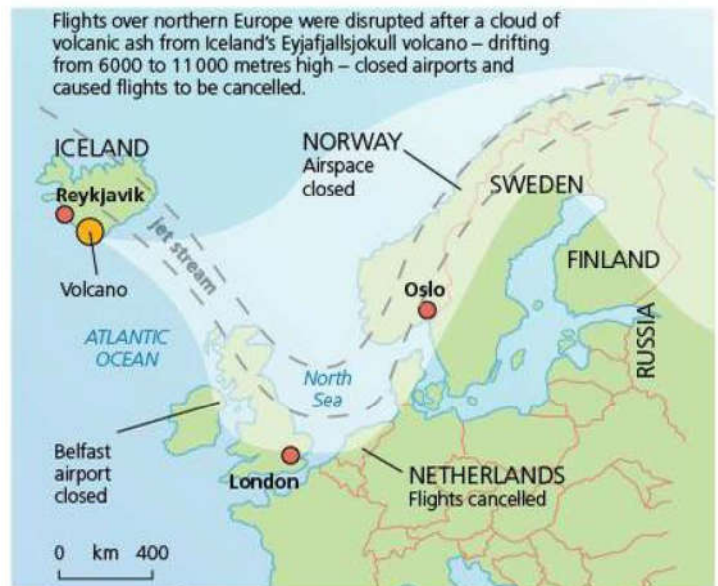 Flights over northern Europe were disrupted after a cloud of
volcanic ash from Iceland's Eyjafjallsjokull volcano – drifting
from 6000 to 11 000 metres high – closed airports and
caused flights to be cancelled.
ICELAND
Reykjavik
Volcano
jet stream
NORWAY
Airspace
closed
SWEDEN
FINLAND
RUSSIA
Oslo
ATLANTIC
OCEAN
North
Sea
Belfast
airport
closed
London
NETHERLANDS
Flights cancelled
0 km 400